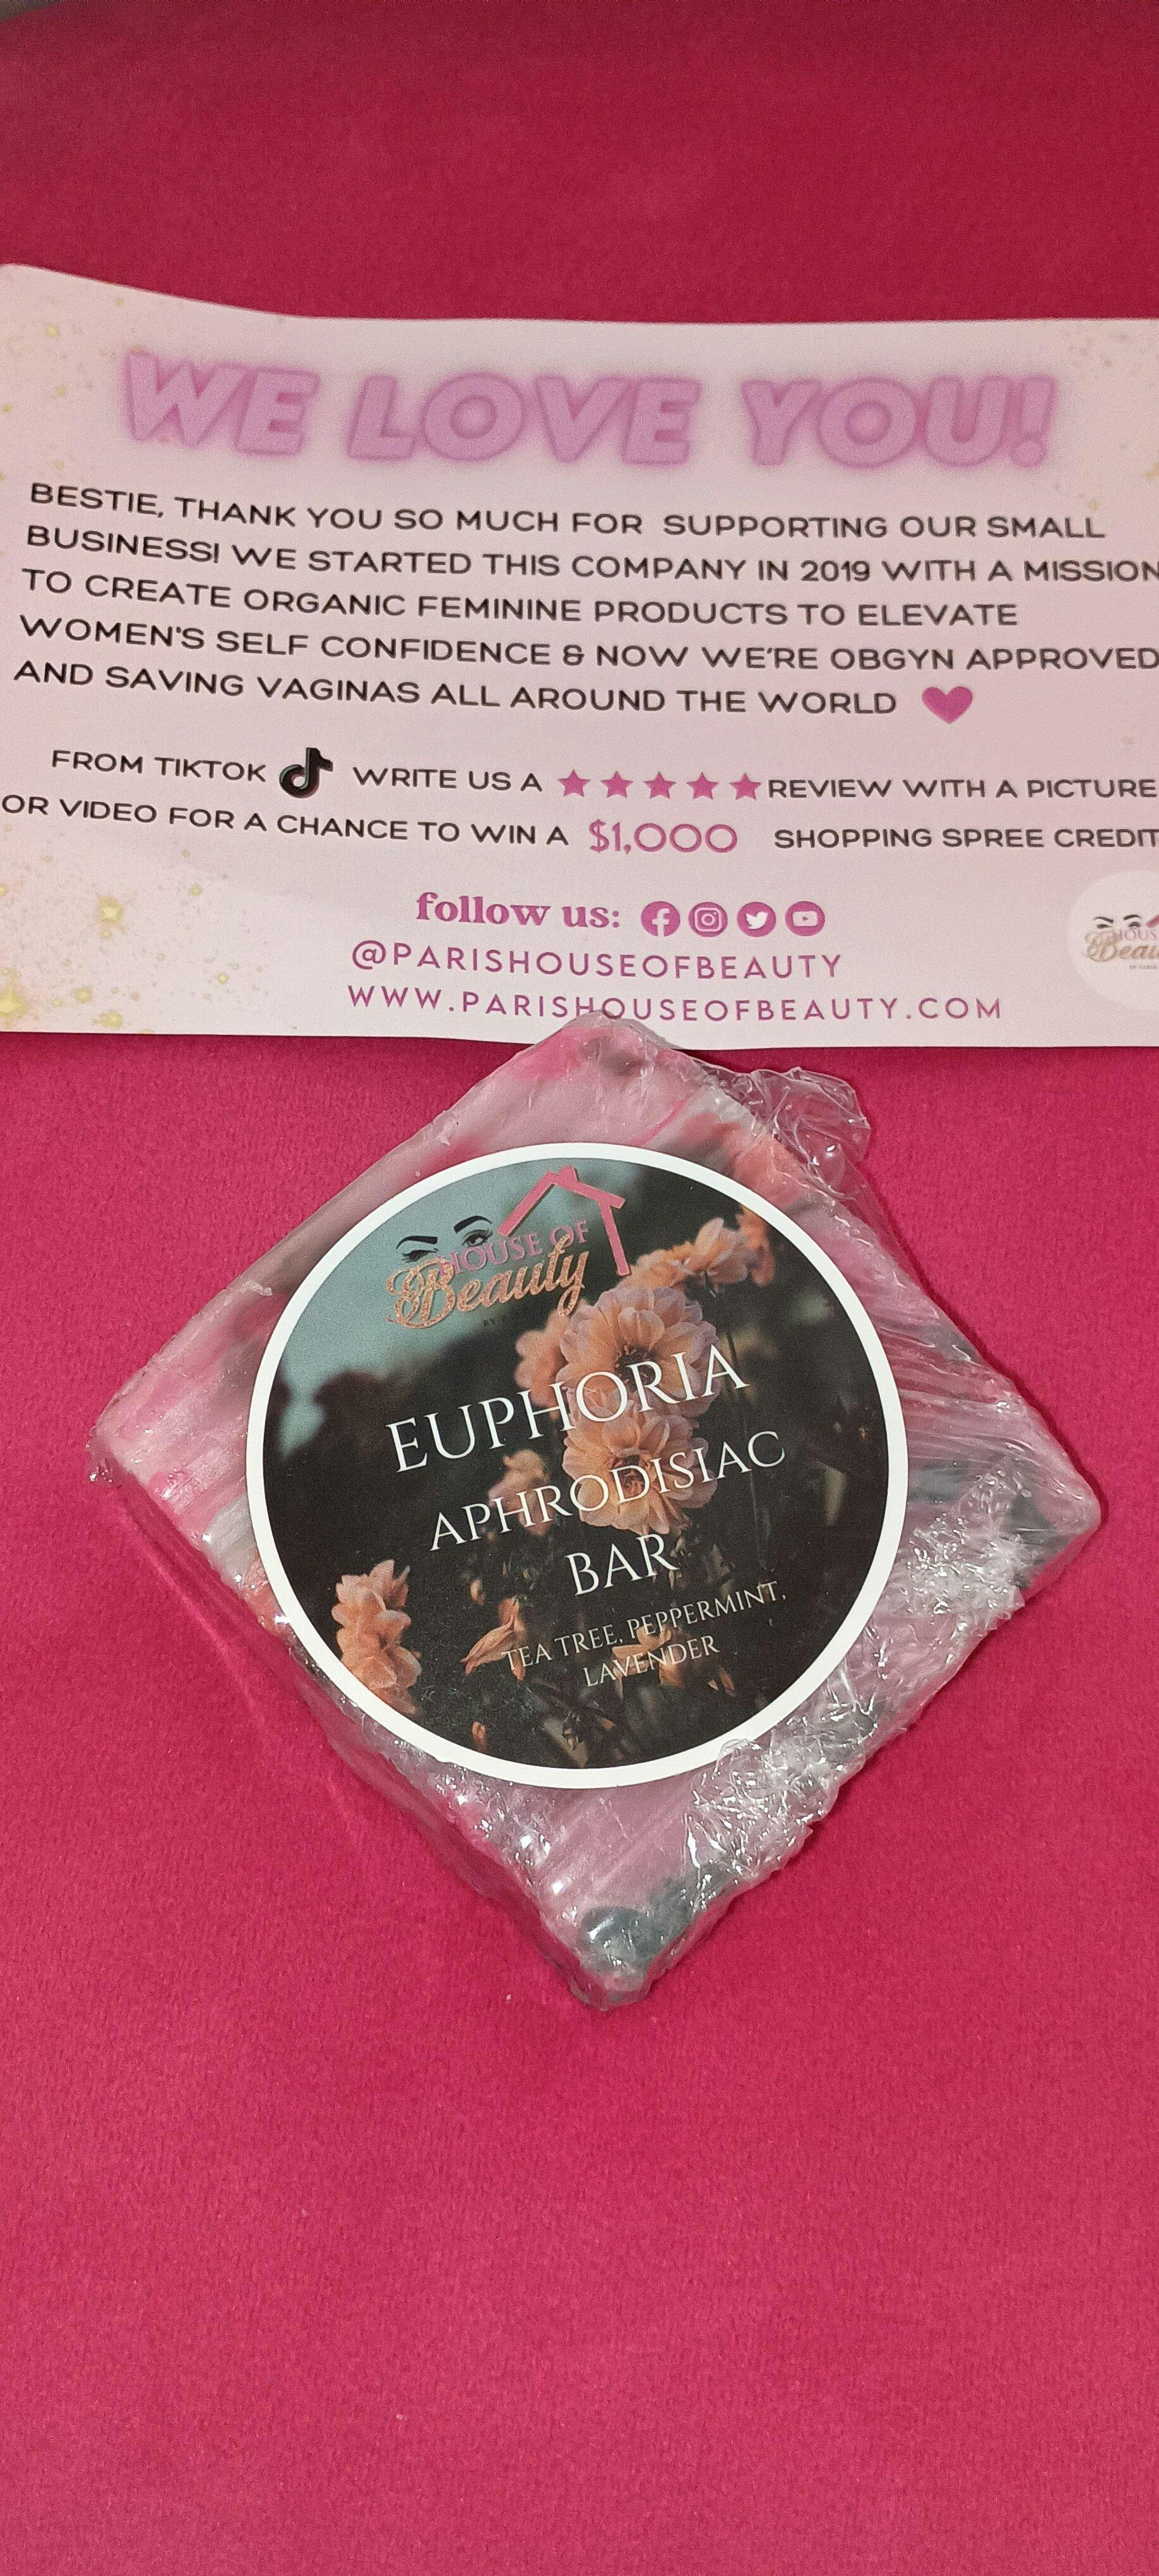 WE LOVE YOU!
BESTIE, THANK YOU SO MUCH FOR SUPPORTING OUR SMALL
BUSINESS! WE STARTED THIS COMPANY IN 2019 WITH A MISSION
TO CREATE ORGANIC FEMININE PRODUCTS TO ELEVATE
WOMEN'S SELF CONFIDENCE & NOW WE'RE OBGYN APPROVED
AND SAVING VAGINAS ALL AROUND THE WORLD
FROM TIKTOK WRITE US A REVIEW WITH A PICTURE
OR VIDEO FOR A CHANCE TO WIN A $1,000 SHOPPING SPREE CREDIT
follow us:
@PARISHOUSEOFBEAUTY
WWW.PARISHOUSEOFBEAUTY.COM
HOUSE OF
Beauty
EUPHORIA
APHRODISIAC
BAR
TEA TREE, PEPPERMINT,
LAVENDER